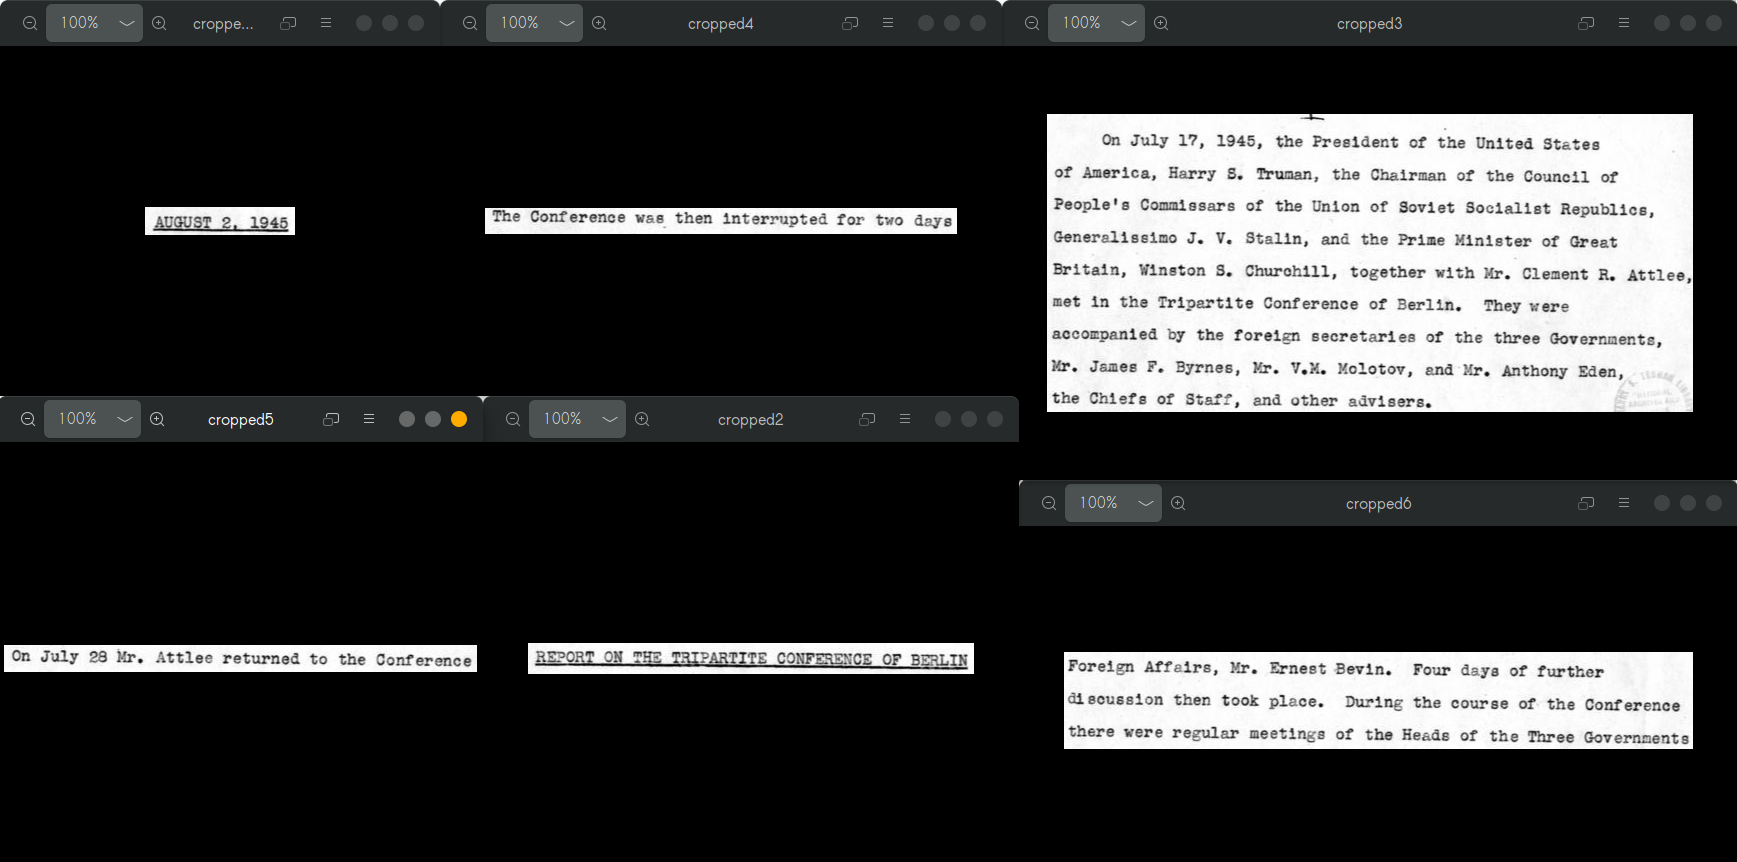 100% croppe...
AUGUST 2, 1945
100% cropped4
The Conference was then interrupted for two days
100% cropped3
On July 17, 1945, the President of the United States
of America, Harry S. Truman, the Chairman of the Council of
People's Commissars of the Union of Soviet Socialist Republics,
Generalissimo J. V. Stalin, and the Prime Minister of Great
Britain, Winston S. Churchill, together with Mr. Clement R. Attlee,
met in the Tripartite Conference of Berlin. They were
accompanied by the foreign secretaries of the three Governments,
Mr. James F. Byrnes, Mr. V.M. Molotov, and Mr. Anthony Eden,
the Chiefs of Staff, and other advisers.
100% cropped5
On July 28 Mr. Attlee returned to the Conference
100% cropped2
REPORT ON THE TRIPARTITE CONFERENCE OF BERLIN
100% cropped6
Foreign Affairs, Mr. Ernest Bevin. Four days of further
discussion then took place. During the course of the Conference
there were regular meetings of the Heads of the Three Governments